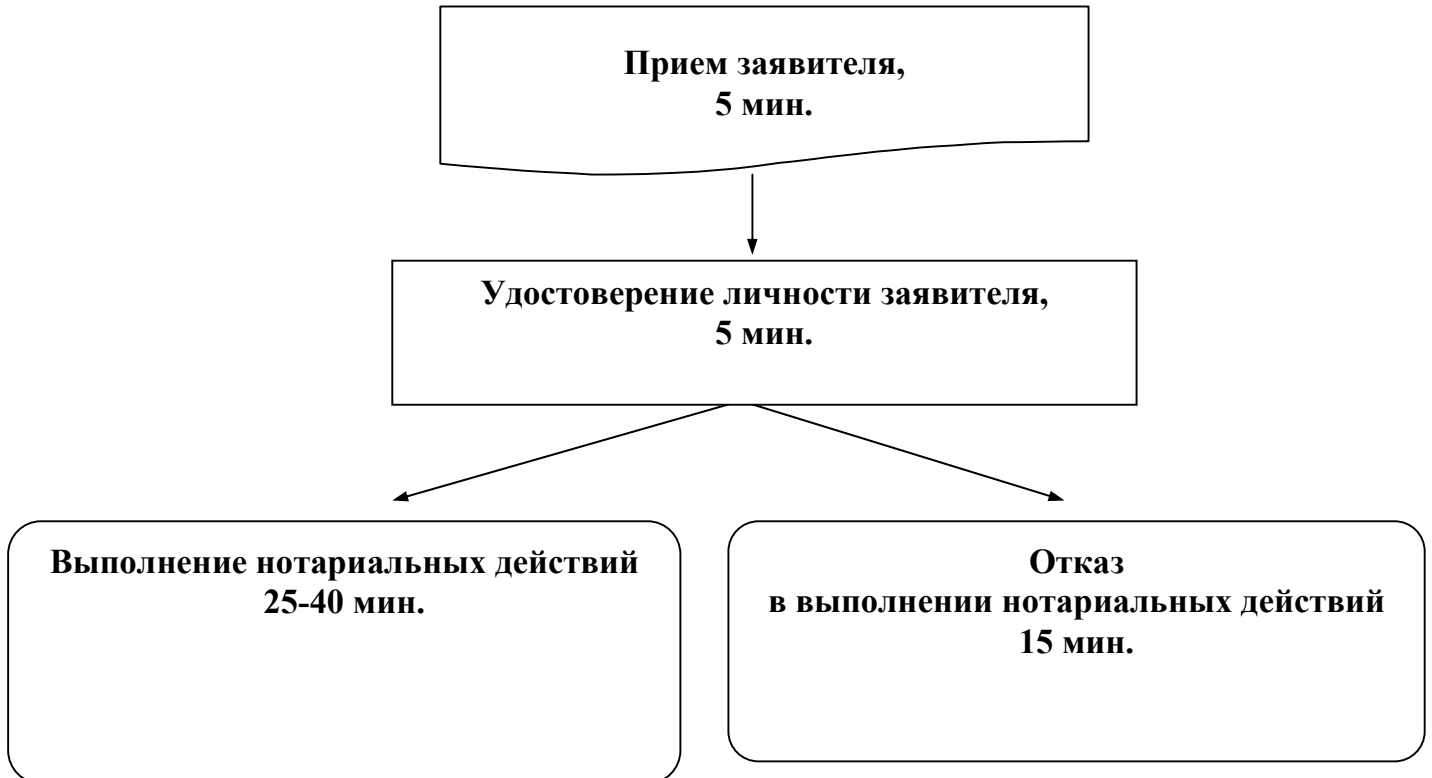 Прием заявителя,
5 мин.
Удостоверение личности заявителя,
5 мин.
Выполнение нотариальных действий
25-40 мин.
Отказ
в выполнении нотариальных действий
15 мин.